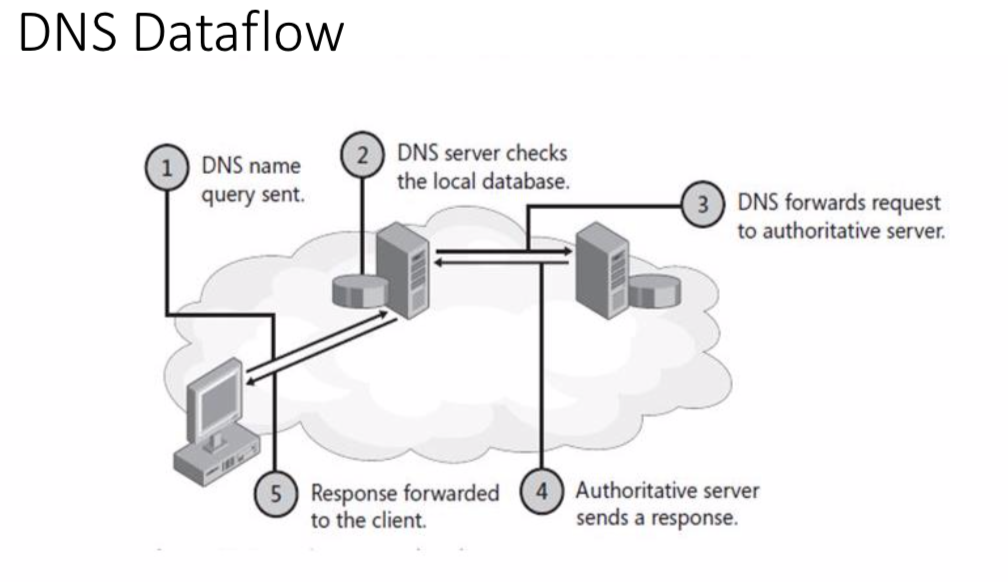 DNS Dataflow
1
DNS name
query sent.
2
DNS server checks
the local database.
3
DNS forwards request
to authoritative server.
4
Authoritative server
sends a response.
5
Response forwarded
to the client.